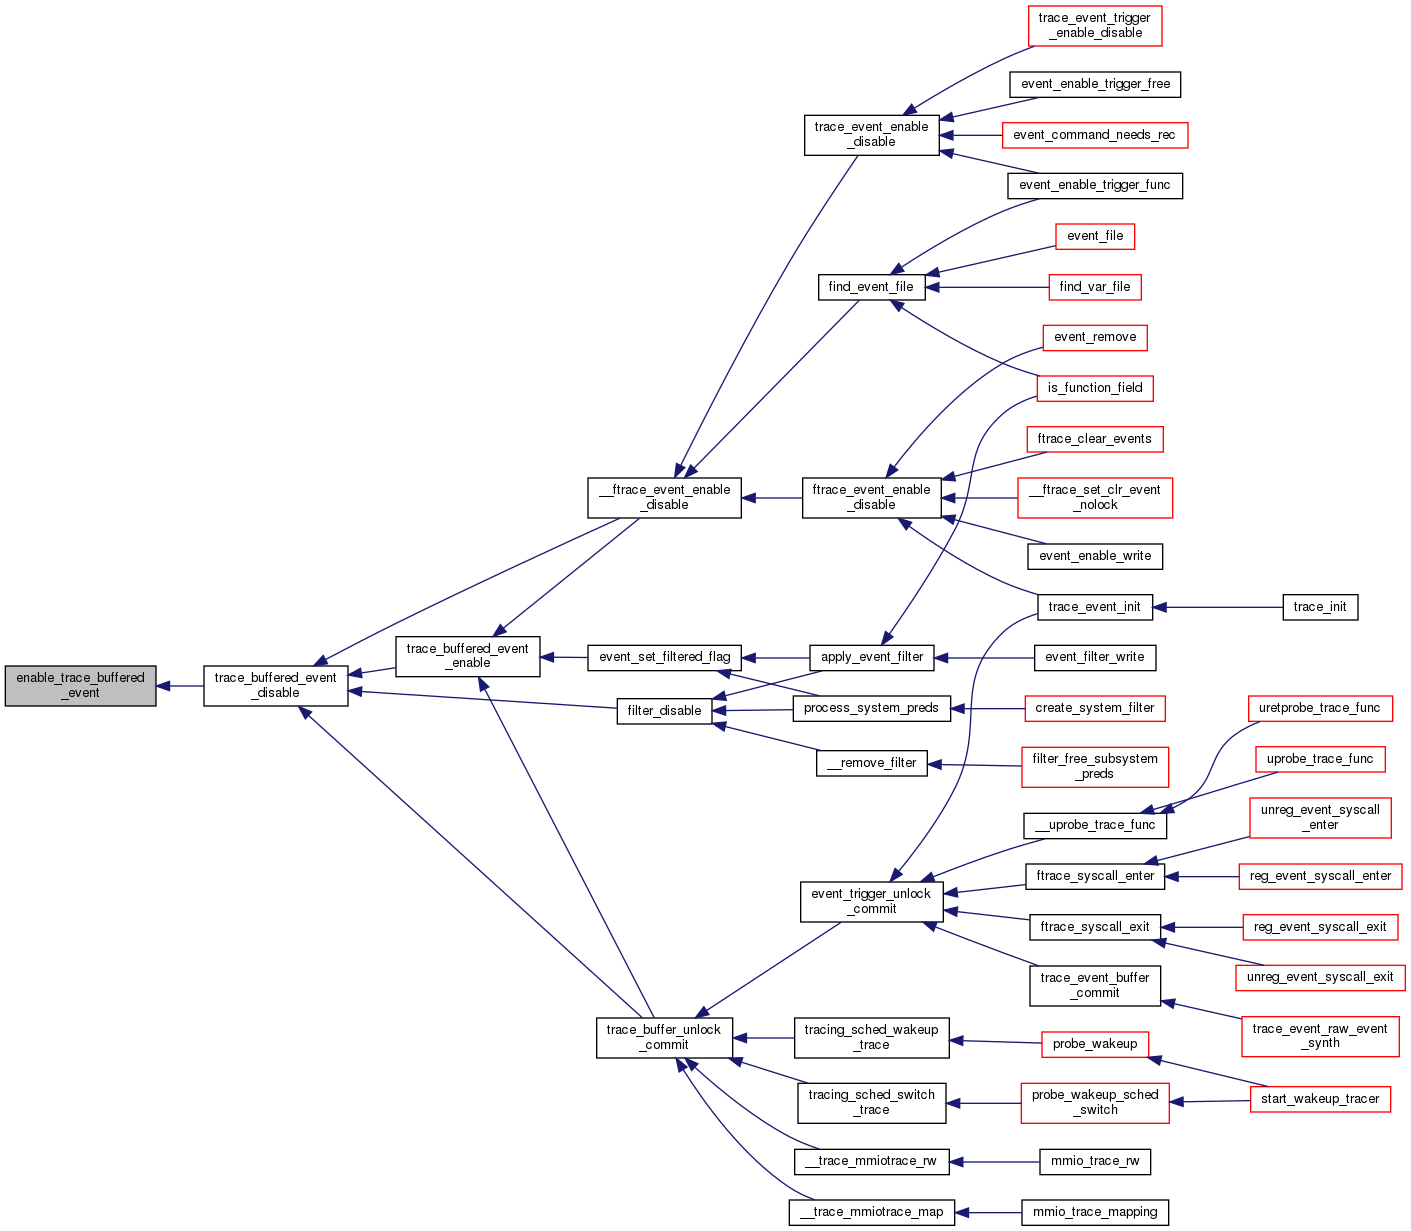 trace_event_trigger
_enable_disable
event_enable_trigger_free
trace_event_enable
_disable
event_command_needs_rec
event_enable_trigger_func
event_file
find_event_file
find_var_file
event_remove
is_function_field
ftrace_clear_events
__ftrace_event_enable
_disable
ftrace_event_enable
_disable
__ftrace_set_clr_event
_nolock
event_enable_write
trace_event_init
trace_init
trace_buffered_event
_enable
event_set_filtered_flag
apply_event_filter
event_filter_write
enable_trace_buffered
_event
trace_buffered_event
_disable
filter_disable
process_system_preds
create_system_filter
uretprobe_trace_func
__remove_filter
filter_free_subsystem
_preds
uprobe_trace_func
__uprobe_trace_func
unreg_event_syscall
_enter
event_trigger_unlock
_commit
ftrace_syscall_enter
reg_event_syscall_enter
ftrace_syscall_exit
reg_event_syscall_exit
trace_event_buffer
_commit
unreg_event_syscall_exit
trace_buffer_unlock
_commit
tracing_sched_wakeup
_trace
probe_wakeup
trace_event_raw_event
_synth
tracing_sched_switch
_trace
probe_wakeup_sched
_switch
start_wakeup_tracer
__trace_mmiotrace_rw
mmio_trace_rw
__trace_mmiotrace_map
mmio_trace_mapping